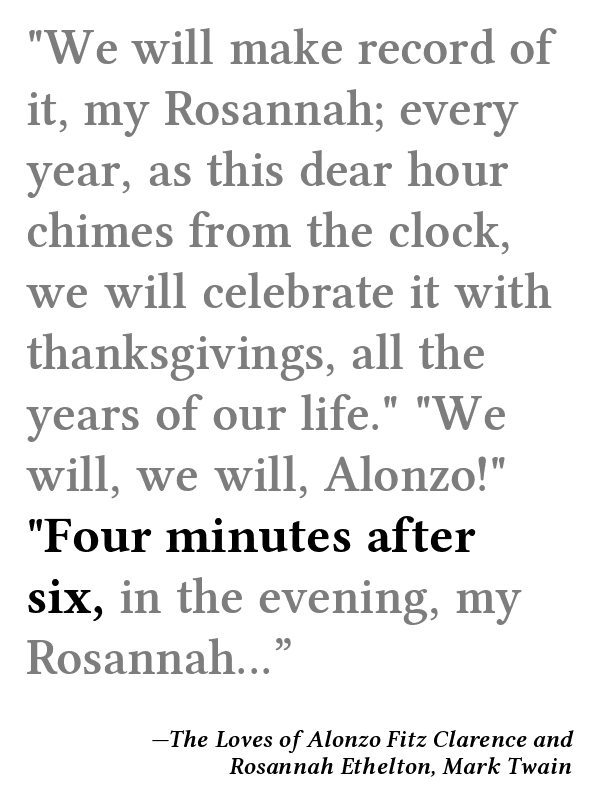 "We will make record of
it, my Rosannah; every
year, as this dear hour
chimes from the clock,
we will celebrate it with
thanksgivings, all the
years of our life." "We
will, we will, Alonzo!"
"Four minutes after
six, in the evening, my
Rosannah...”
—The Loves of Alonzo Fitz Clarence and
Rosannah Ethelton, Mark Twain